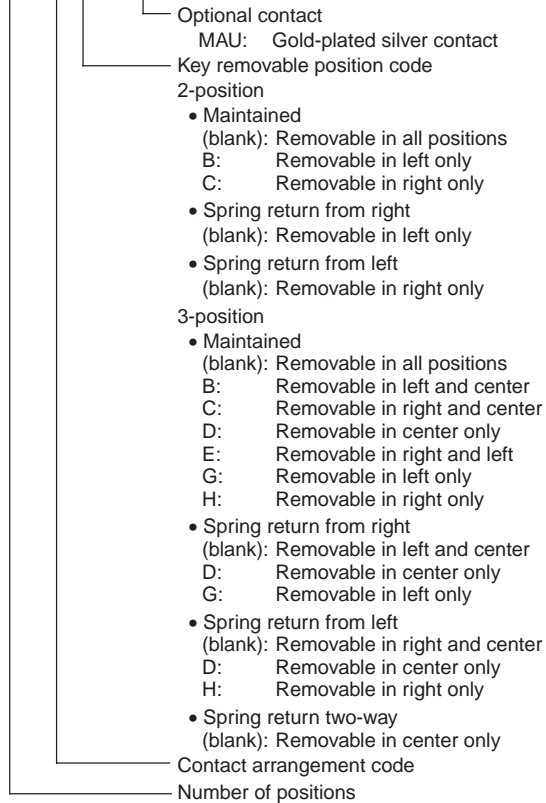 Optional contact
MAU: Gold-plated silver contact
Key removable position code
2-position
• Maintained
(blank): Removable in all positions
B: Removable in left only
C: Removable in right only
• Spring return from right
(blank): Removable in left only
• Spring return from left
(blank): Removable in right only
3-position
• Maintained
(blank): Removable in all positions
B: Removable in left and center
C: Removable in right and center
D: Removable in center only
E: Removable in right and left
G: Removable in left only
H: Removable in right only
• Spring return from right
(blank): Removable in left and center
D: Removable in center only
G: Removable in left only
• Spring return from left
(blank): Removable in right and center
D: Removable in center only
H: Removable in right only
• Spring return two-way
(blank): Removable in center only
Contact arrangement code
Number of positions